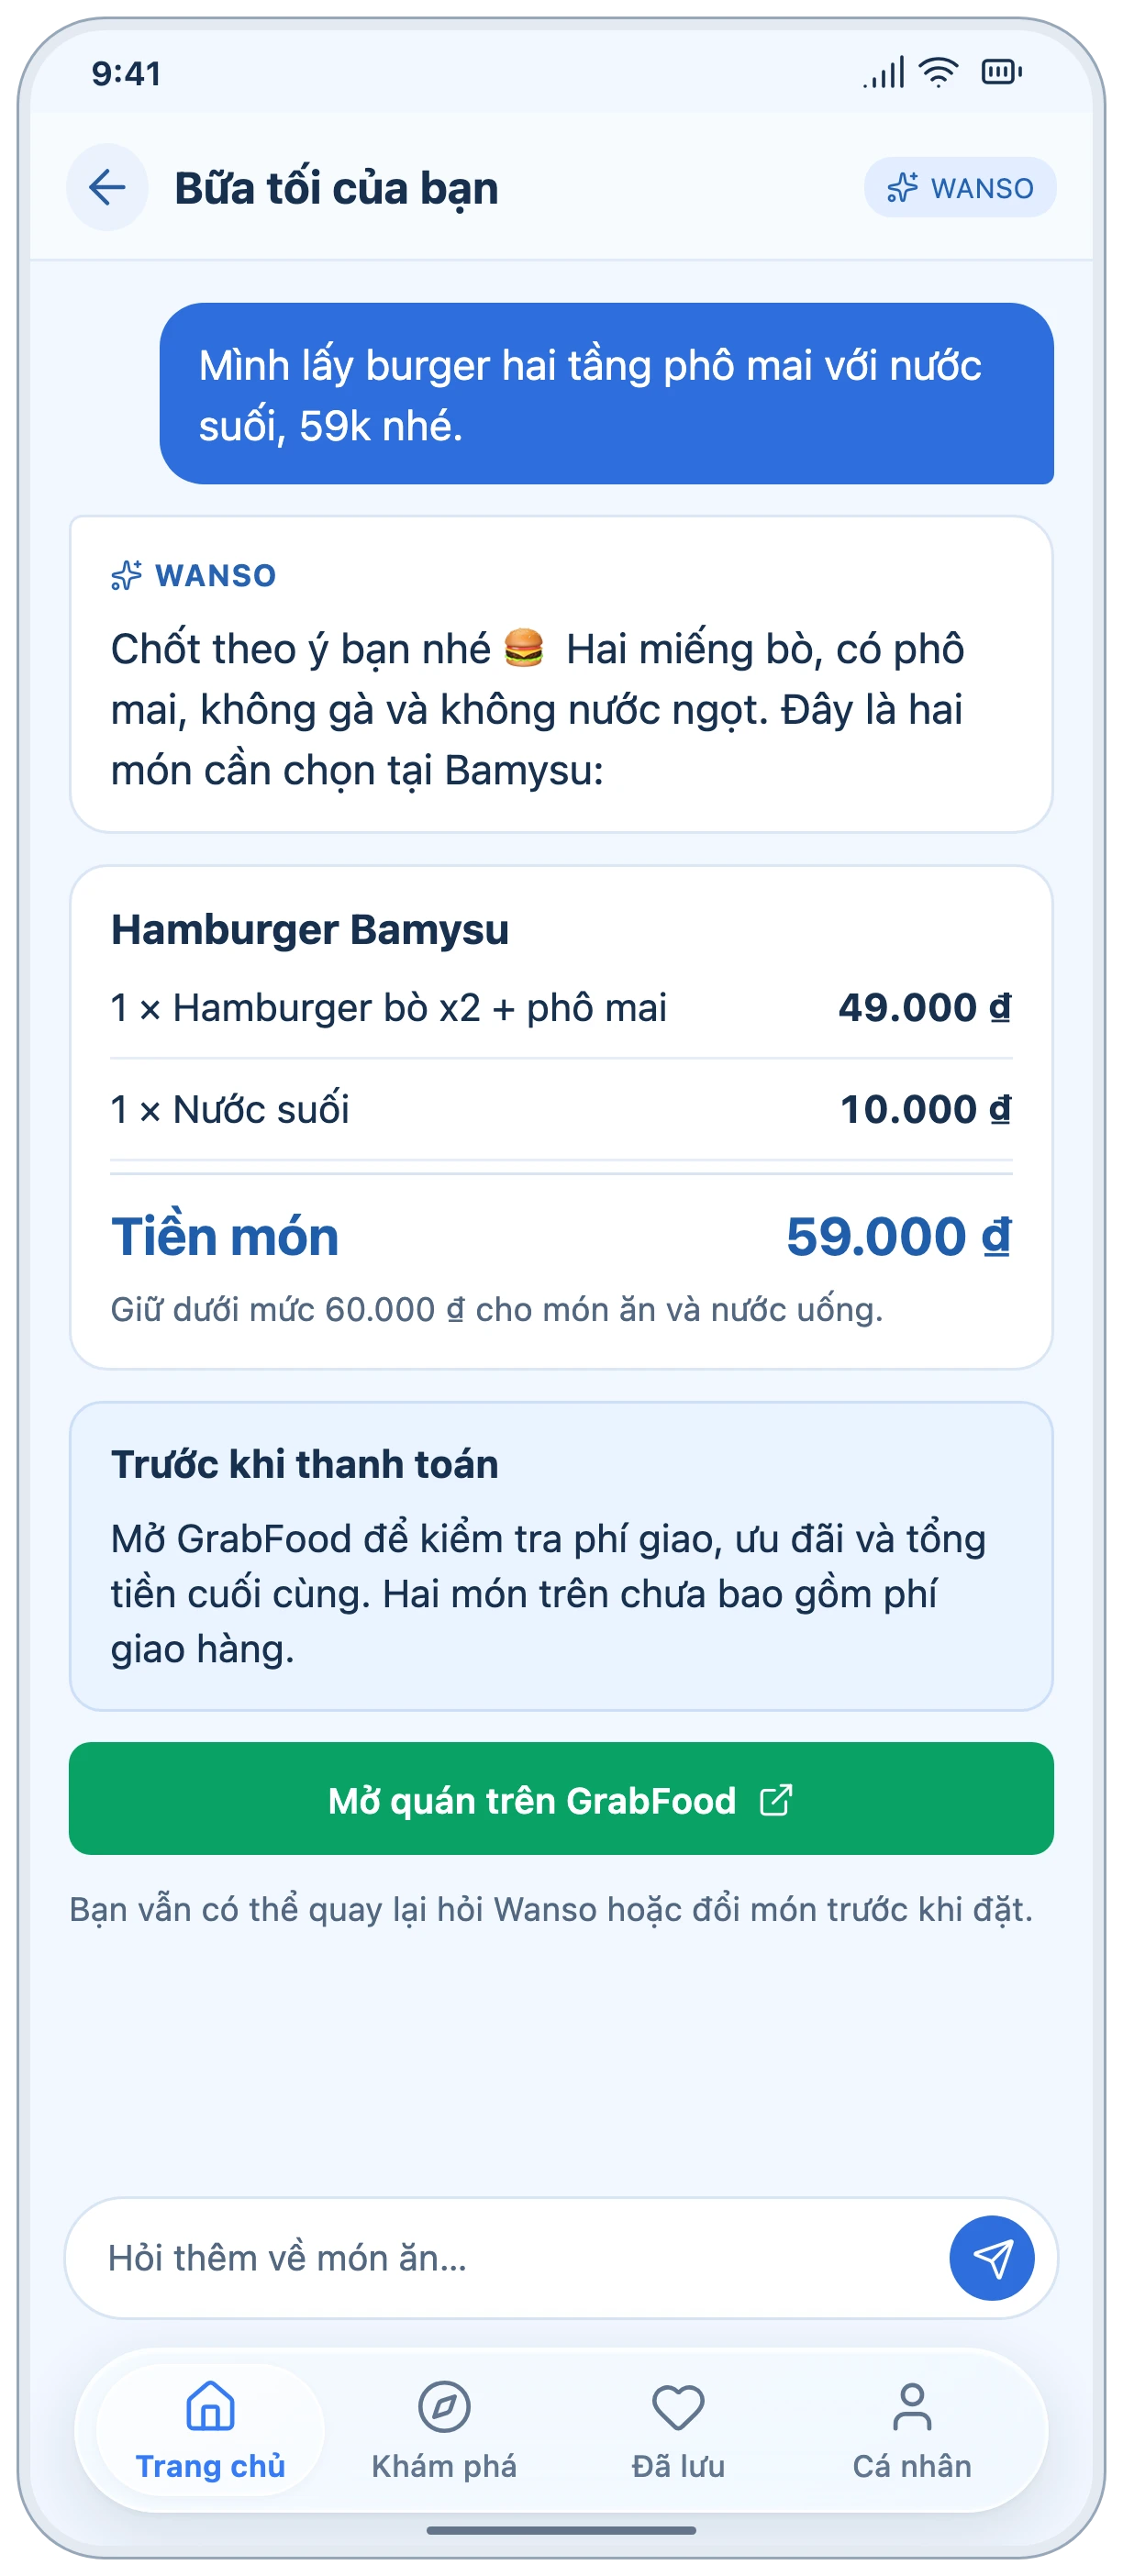 9:41
Bữa tối của bạn
WANSO
Mình lấy burger hai tầng phô mai với nước
suối, 59k nhé.
WANSO
Chốt theo ý bạn nhé 🍔 Hai miếng bò, có phô
mai, không gà và không nước ngọt. Đây là hai
món cần chọn tại Bamysu:
Hamburger Bamysu
1 × Hamburger bò x2 + phô mai 49.000 ₫
1 × Nước suối 10.000 ₫
Tiền món 59.000 ₫
Giữ dưới mức 60.000 ₫ cho món ăn và nước uống.
Trước khi thanh toán
Mở GrabFood để kiểm tra phí giao, ưu đãi và tổng
tiền cuối cùng. Hai món trên chưa bao gồm phí
giao hàng.
Mở quán trên GrabFood
Bạn vẫn có thể quay lại hỏi Wanso hoặc đổi món trước khi đặt.
Hỏi thêm về món ăn...
Trang chủ Khám phá Đã lưu Cá nhân